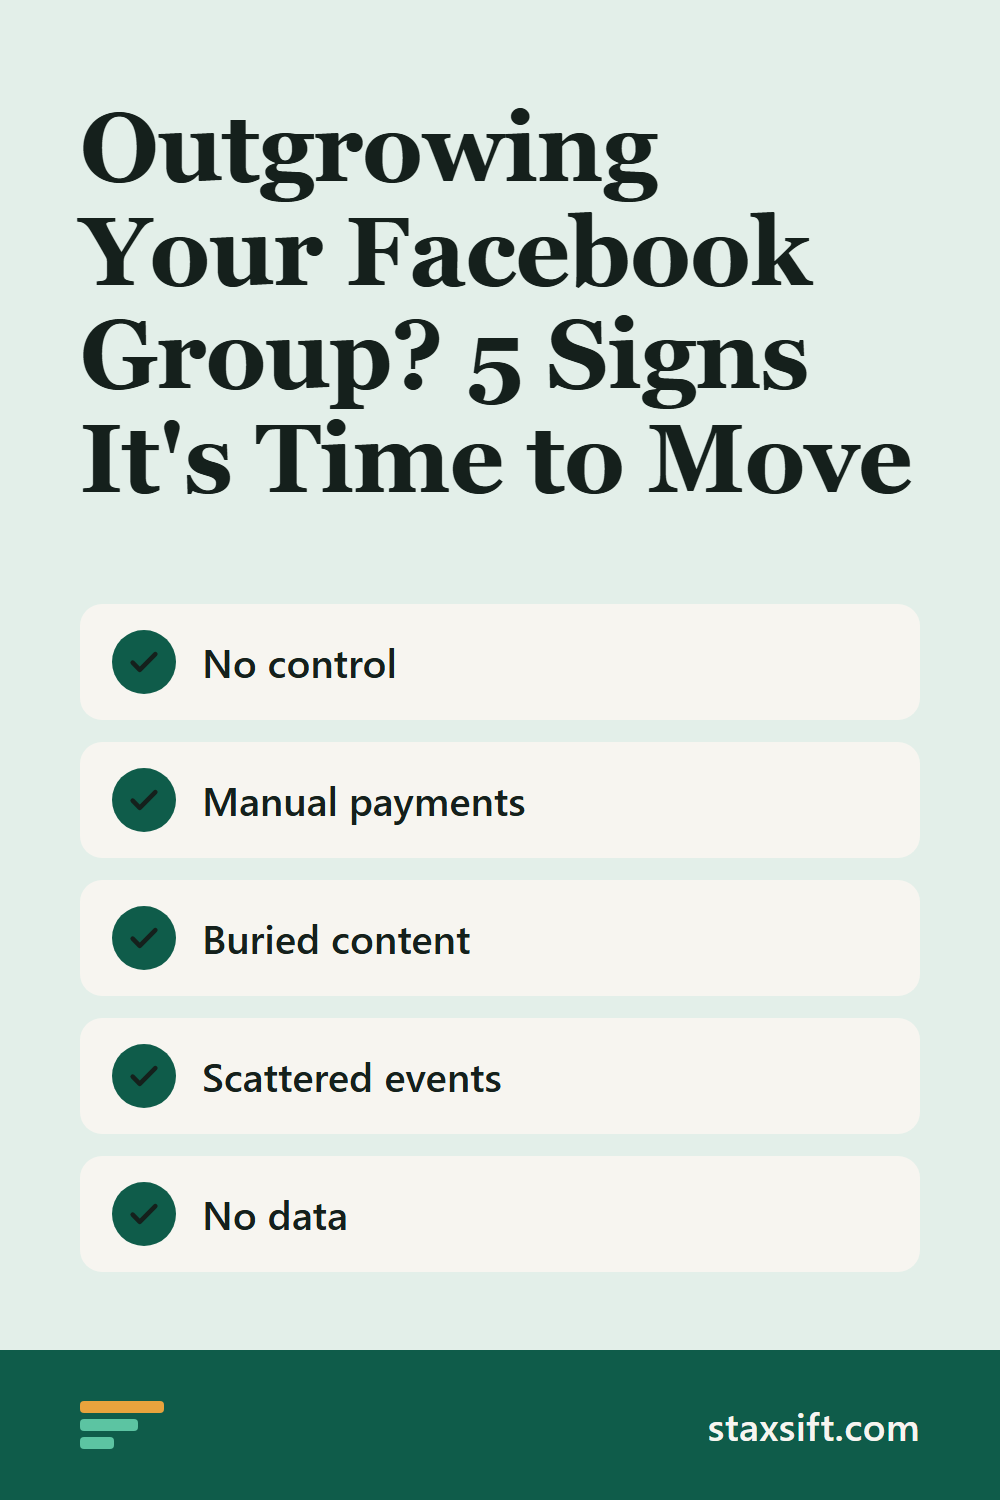 Outgrowing
Your Facebook
Group? 5 Signs
It's Time to Move
No control
Manual payments
Buried content
Scattered events
No data
staxsift.com